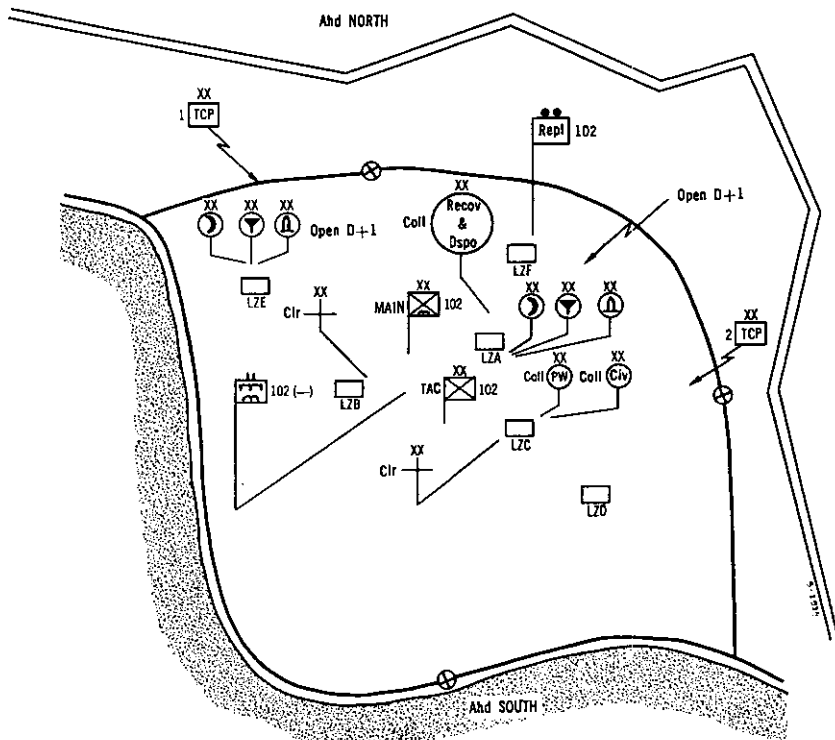 Ahd NORTH
XX
1 TCP
Repl 102
XX
XX
XX
Open D+1
XX
Coll
Recov
&
Dspo
Open D+1
LZE
LZF
XX
Clr
XX
MAIN 102
XX
XX
XX
LZA
XX
2 TCP
102 (—)
LZB
XX
TAC 102
XX
Coll PW
XX
Coll Civ
LZC
XX
Clr
LZD
Ahd SOUTH